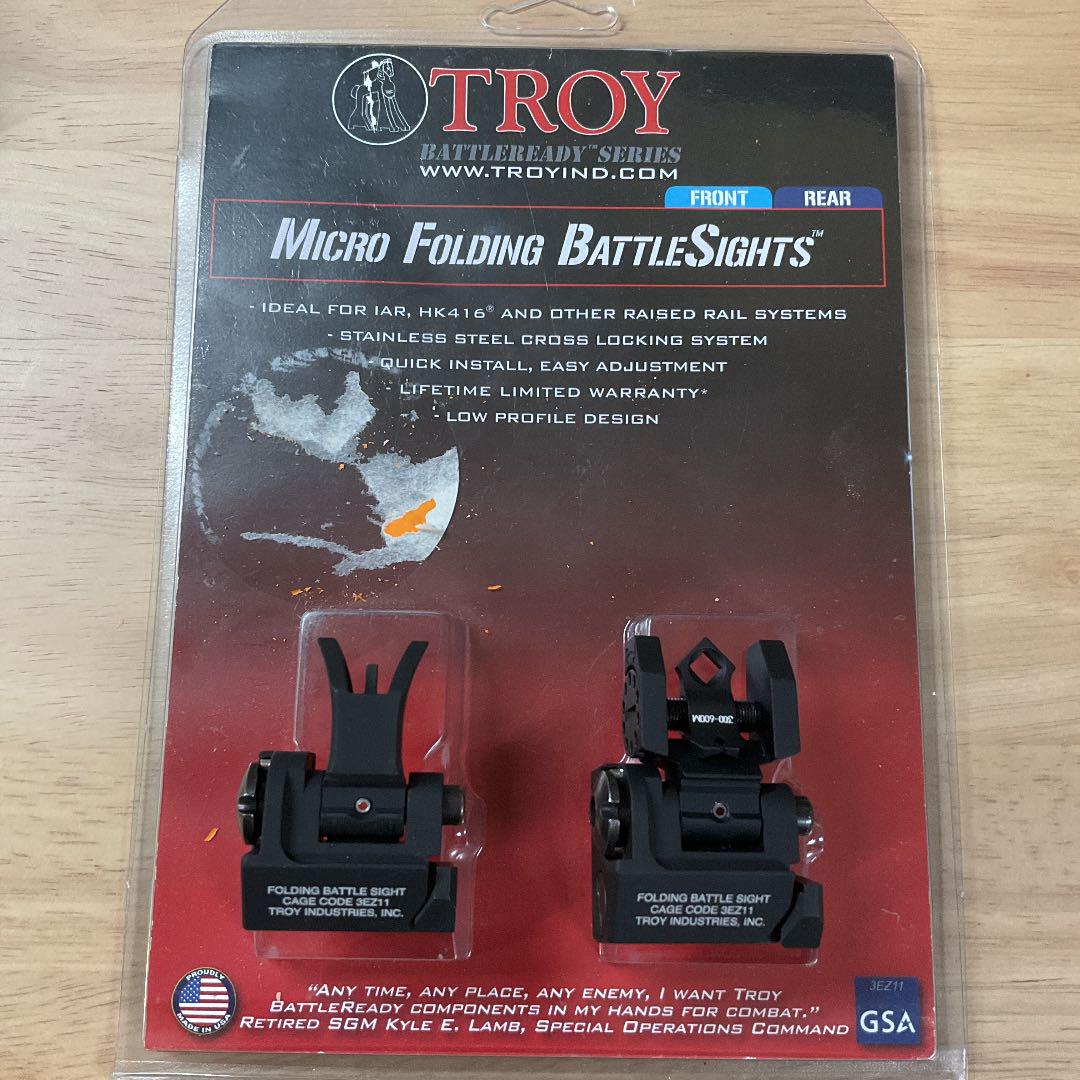 TROY
BATTLEREADY™ SERIES
WWW.TROYIND.COM
FRONT REAR
MICRO FOLDING BATTLESIGHTS™
- IDEAL FOR IAR, HK416® AND OTHER RAISED RAIL SYSTEMS
- STAINLESS STEEL CROSS LOCKING SYSTEM
- QUICK INSTALL, EASY ADJUSTMENT
- LIFETIME LIMITED WARRANTY*
- LOW PROFILE DESIGN
300-600M
FOLDING BATTLE SIGHT
CAGE CODE 3EZ11
TROY INDUSTRIES, INC.
FOLDING BATTLE SIGHT
CAGE CODE 3EZ11
TROY INDUSTRIES, INC.
PROUDLY
MADE IN USA
"ANY TIME, ANY PLACE, ANY ENEMY, I WANT TROY
BATTLEREADY COMPONENTS IN MY HANDS FOR COMBAT."
RETIRED SGM KYLE E. LAMB, SPECIAL OPERATIONS COMMAND
3EZ11
GSA